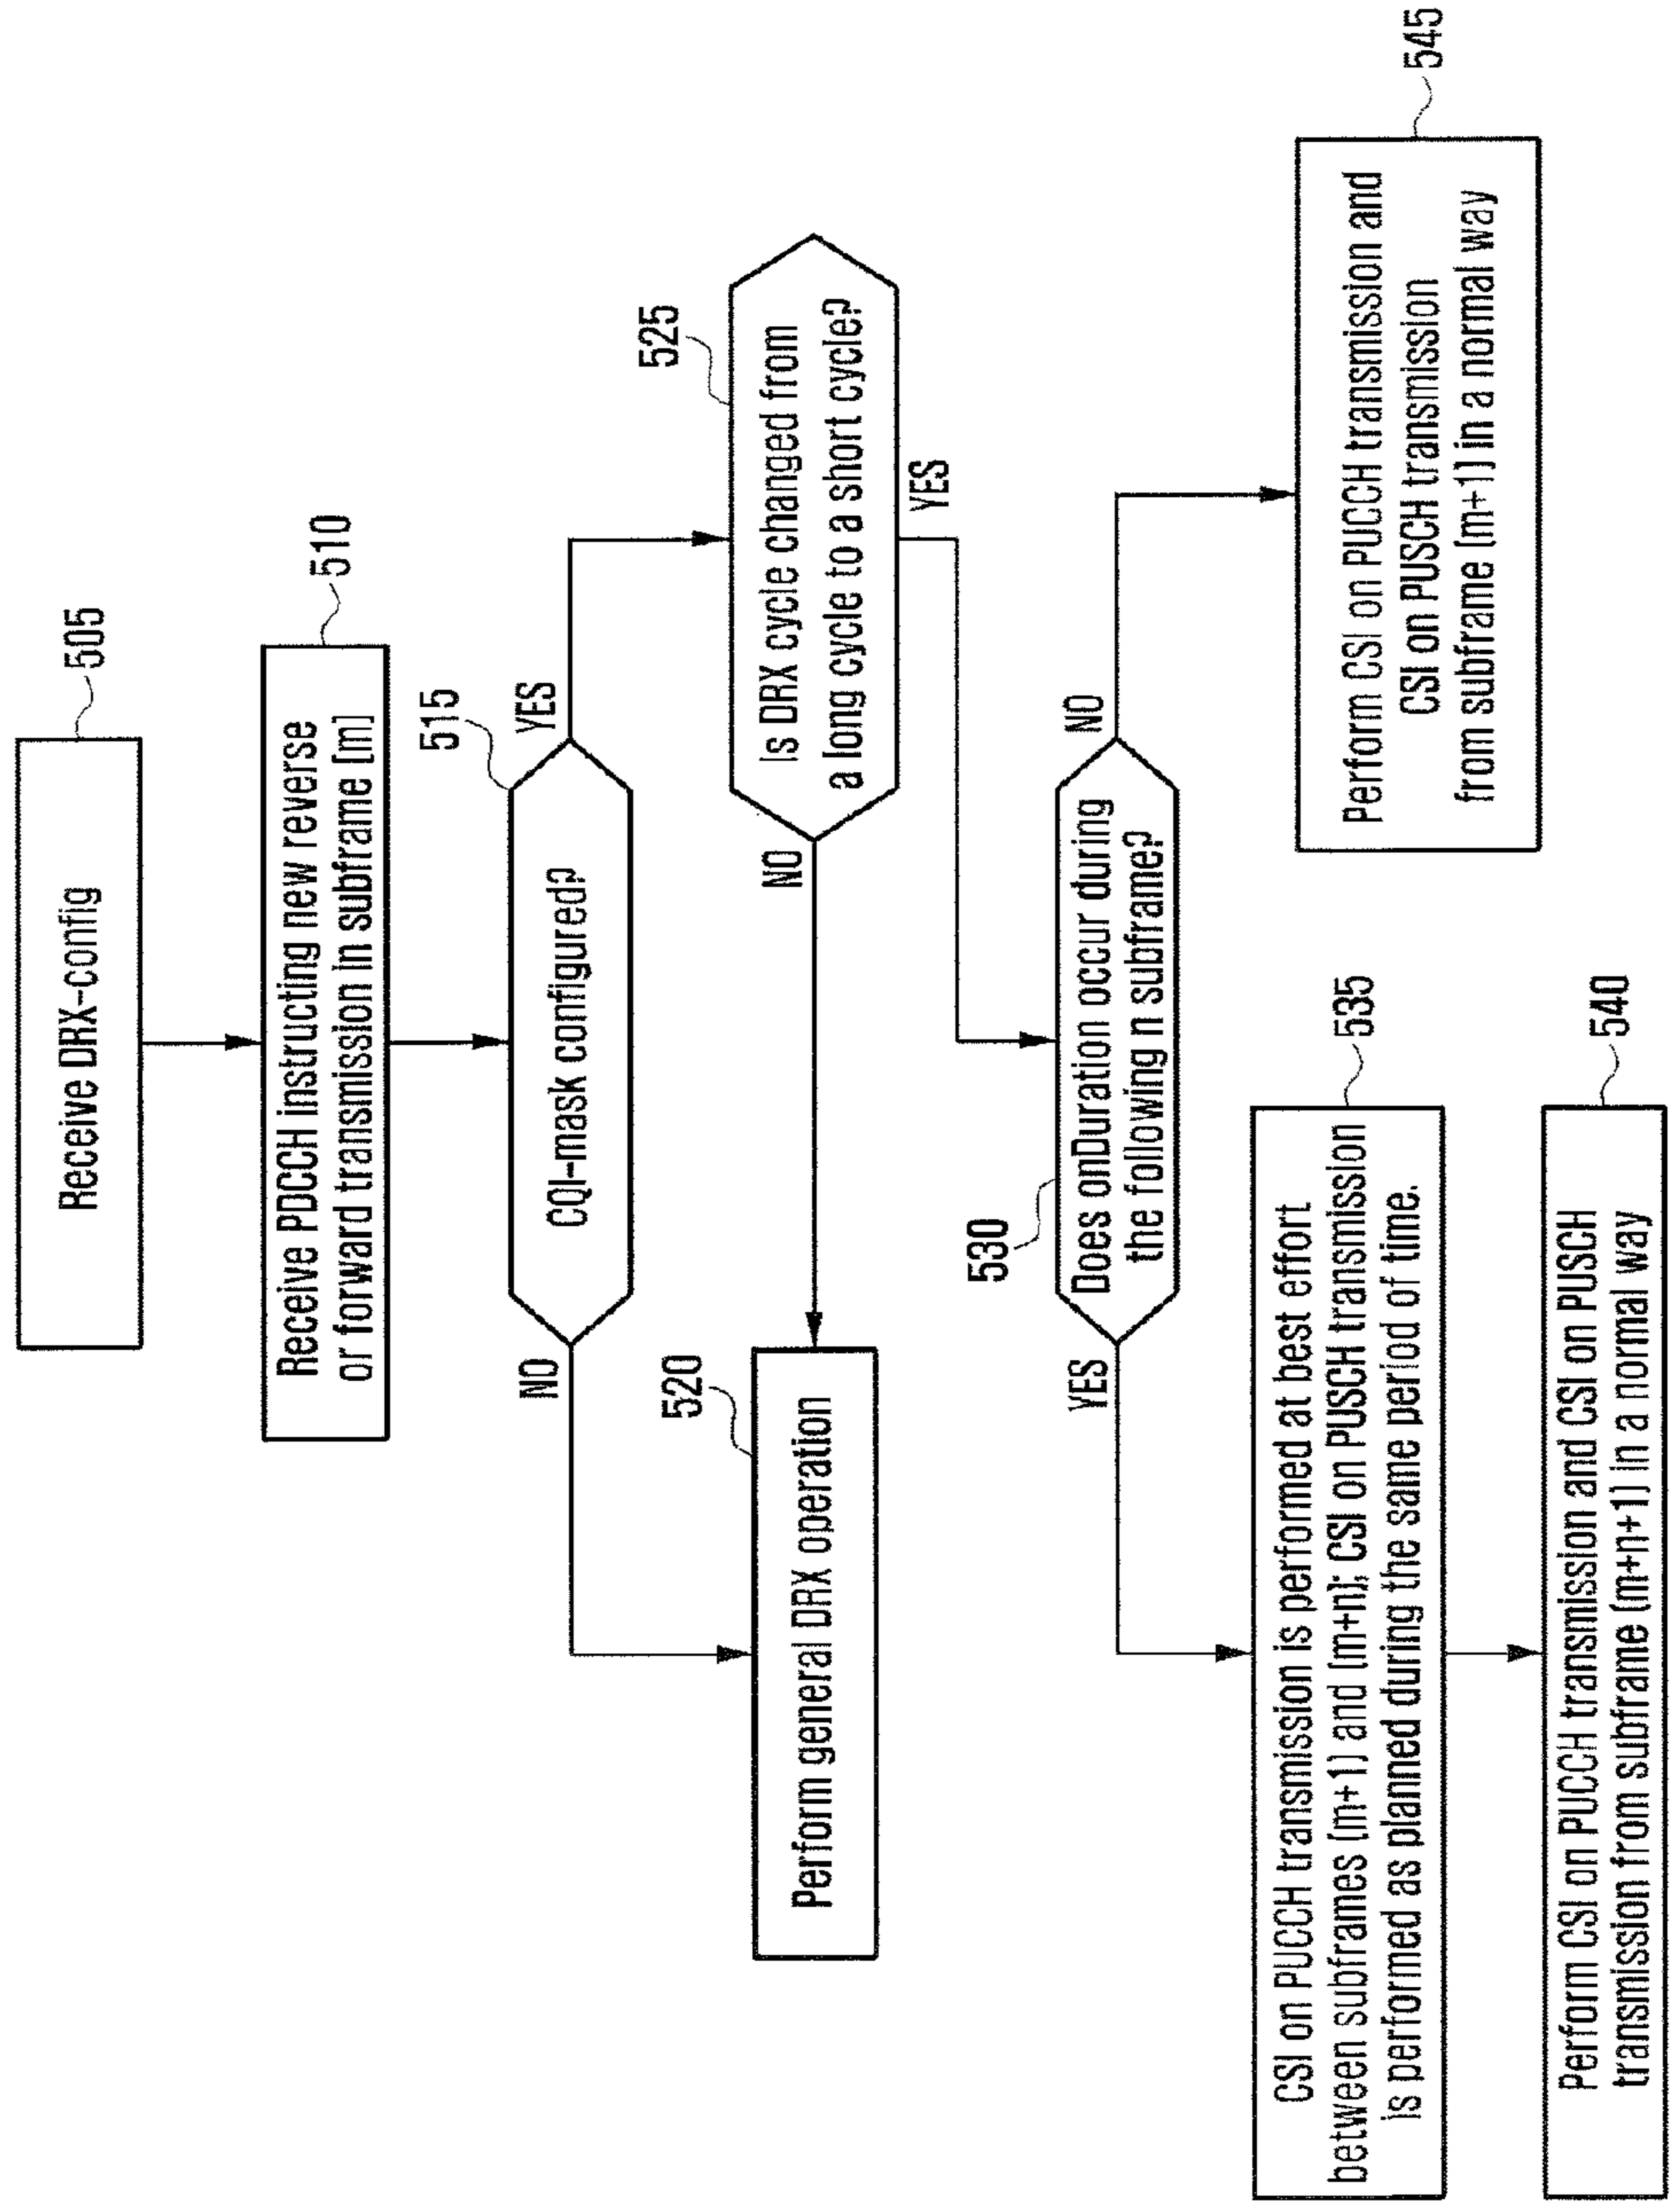 505
Receive DRX-config
510
Receive PDCCH instructing new reverse
or forward transmission in subframe [m]
515
CQI-mask configured?
NO
YES
520
Perform general DRX operation
525
Is DRX cycle changed from
a long cycle to a short cycle?
NO
YES
530
Does onDuration occur during
the following n subframe?
YES
NO
535
CSI on PUCCH transmission is performed at best effort
between subframes (m+1) and (m+n); CSI on PUSCH transmission
is performed as planned during the same period of time.
540
Perform CSI on PUCCH transmission and CSI on PUSCH
transmission from subframe (m+n+1) in a normal way
545
Perform CSI on PUCCH transmission and
CSI on PUSCH transmission
from subframe (m+1) in a normal way